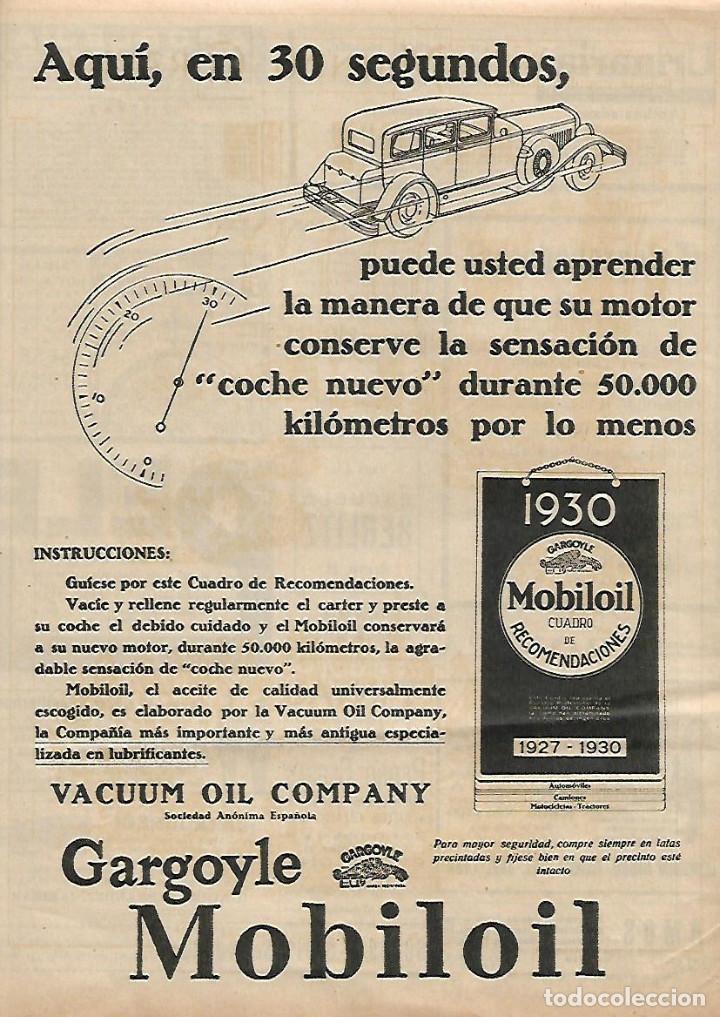 Aquí, en 30 segundos,
puede usted aprender
la manera de que su motor
conserve la sensación de
"coche nuevo" durante 50.000
kilómetros por lo menos
30
20
10
0
INSTRUCCIONES:
Guíese por este Cuadro de Recomendaciones.
Vacíe y rellene regularmente el carter y preste a
su coche el debido cuidado y el Mobiloil conservará
a su nuevo motor, durante 50.000 kilómetros, la agra-
dable sensación de "coche nuevo".
Mobiloil, el aceite de calidad universalmente
escogido, es elaborado por la Vacuum Oil Company,
la Compañía más importante y más antigua especia-
lizada en lubrificantes.
VACUUM OIL COMPANY
Sociedad Anónima Española
1930
GARGOYLE
Mobiloil
CUADRO
DE
RECOMENDACIONES
VACUUM OIL COMPANY
1927 - 1930
Automóviles
Camiones
Motocicletas - Tractores
Para mayor seguridad, compre siempre en latas
precintadas y fíjese bien en que el precinto esté
intacto
Gargoyle
GARGOYLE
Mobiloil
todocoleccion